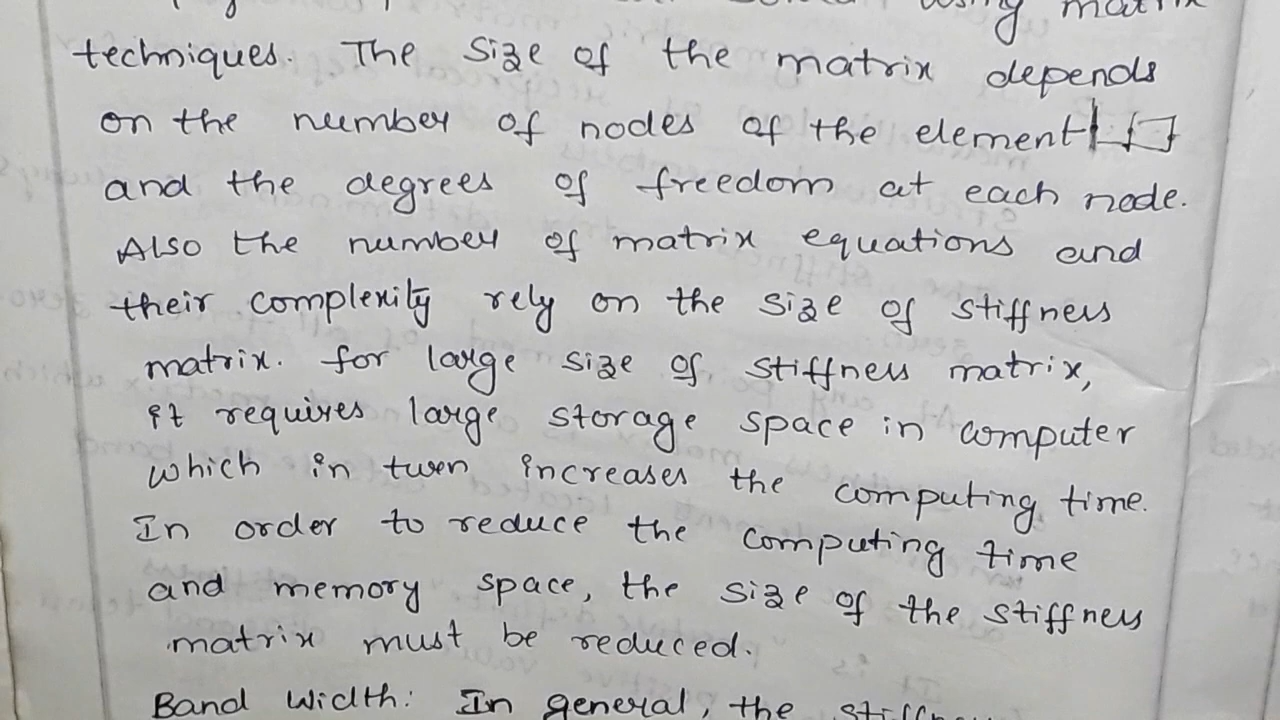 using matrix
techniques. The size of the matrix depends
on the number of nodes of the element
and the degrees of freedom at each node.
Also the number of matrix equations and
their complexity rely on the size of stiffness
matrix. for large size of stiffness matrix,
it requires large storage space in computer
which in turn increases the computing time.
In order to reduce the computing time
and memory space, the size of the stiffness
matrix must be reduced.
Band width: In general, the stiffness